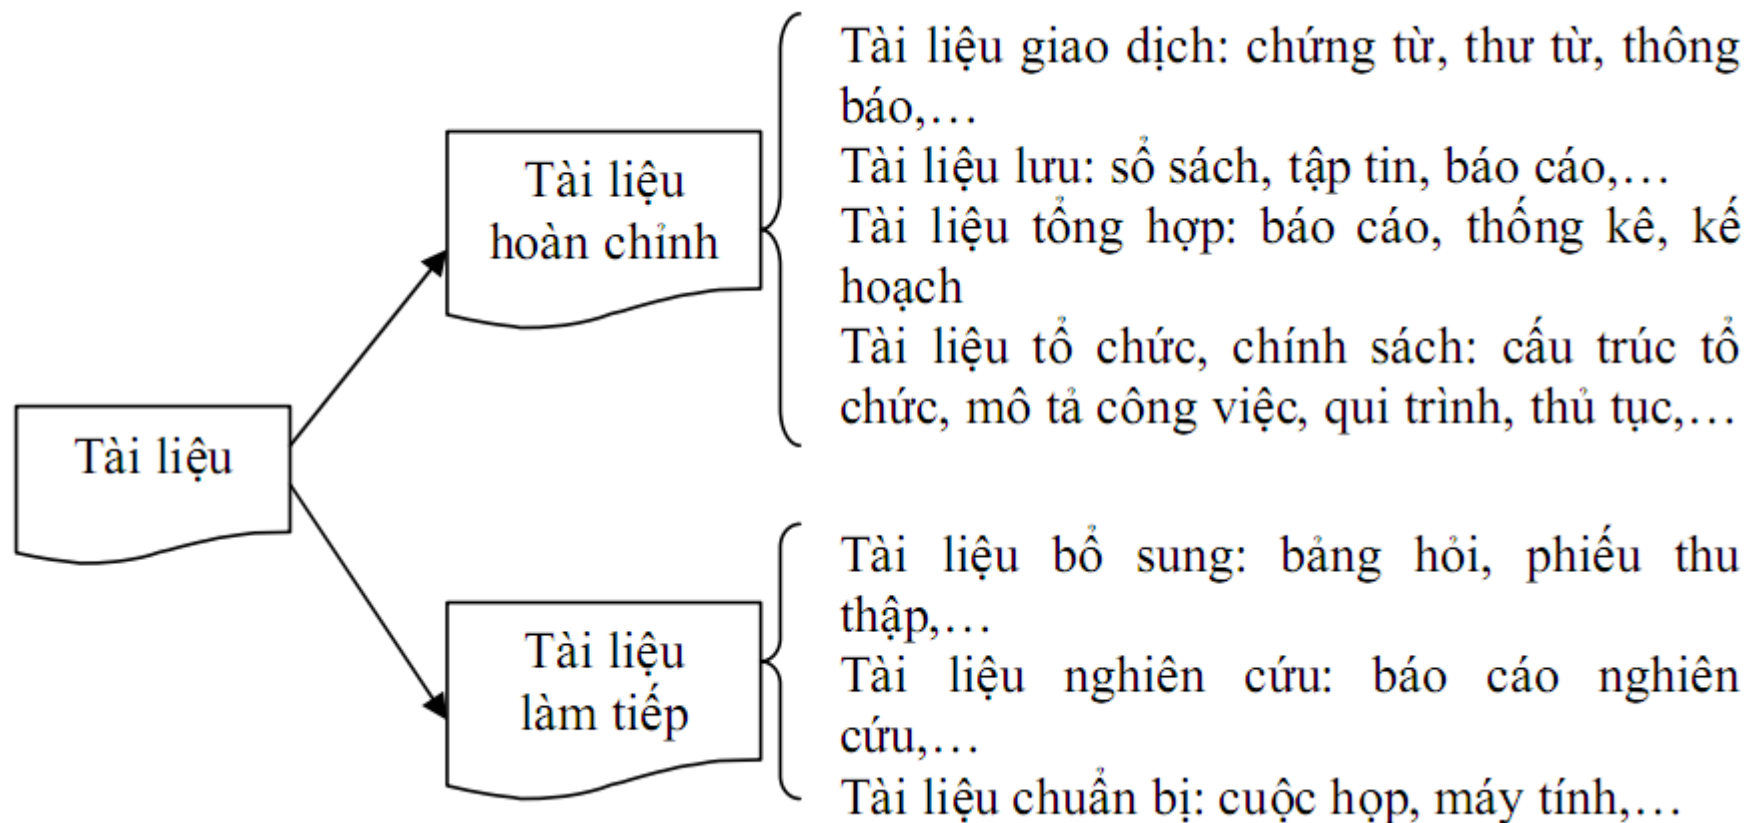 Tài liệu giao dịch: chứng từ, thư từ, thông
báo,…
Tài liệu lưu: sổ sách, tập tin, báo cáo,…
Tài liệu tổng hợp: báo cáo, thống kê, kế
hoạch
Tài liệu tổ chức, chính sách: cấu trúc tổ
chức, mô tả công việc, qui trình, thủ tục,…
Tài liệu
hoàn chỉnh
Tài liệu
Tài liệu
làm tiếp
Tài liệu bổ sung: bảng hỏi, phiếu thu
thập,…
Tài liệu nghiên cứu: báo cáo nghiên
cứu,…
Tài liệu chuẩn bị: cuộc họp, máy tính,…